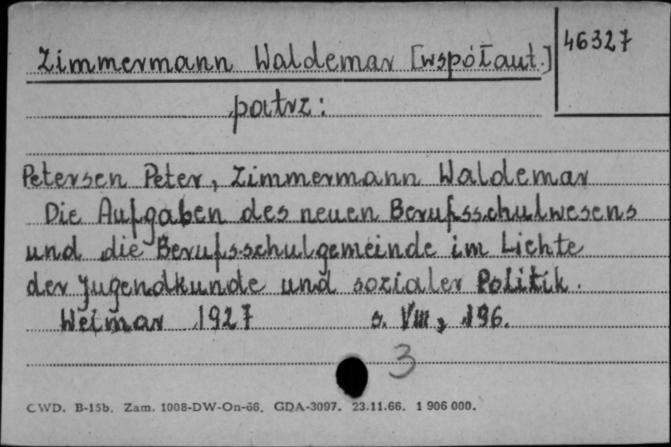 Zimmermann Waldemar [współaut.]
46327
patrz:
Petersen Peter, Zimmermann Waldemar
Die Aufgaben des neuen Berufsschulwesens
und die Berufsschulgemeinde im Lichte
der Jugendkunde und sozialer Politik.
Weimar 1927 s. VIII, 196.
3
CWD. B-15b. Zam. 1008-DW-On-66. GDA-3097. 23.11.66. 1 906 000.